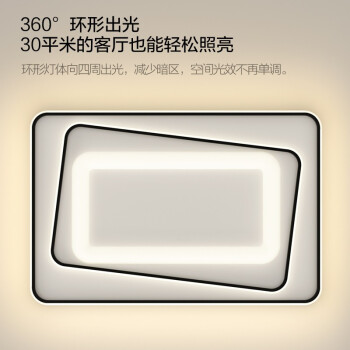 360°环形出光
30平米的客厅也能轻松照亮
环形灯体向四周出光，减少暗区，空间光效不再单调。